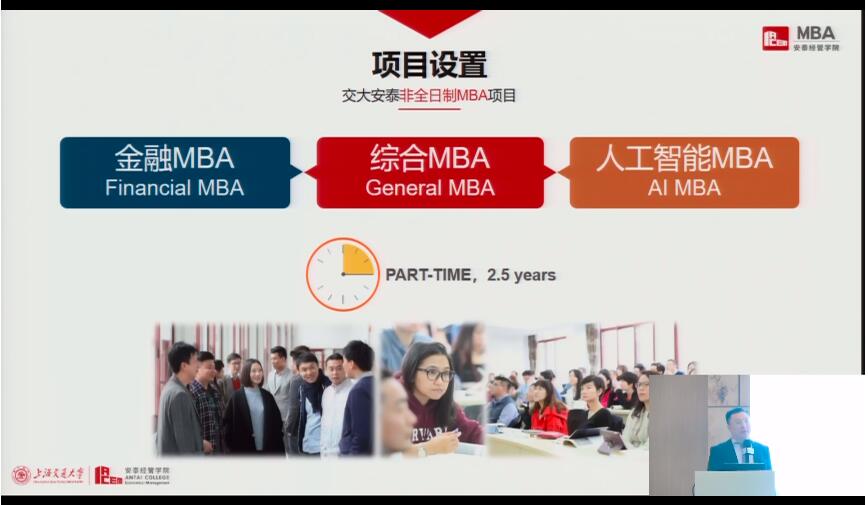 MBA
安泰经管学院
项目设置
交大安泰非全日制MBA项目
金融MBA
Financial MBA
综合MBA
General MBA
人工智能MBA
AI MBA
PART-TIME，2.5 years
HARVARD
上海交通大学
安泰经管学院
ANTAI COLLEGE
Economics & Management